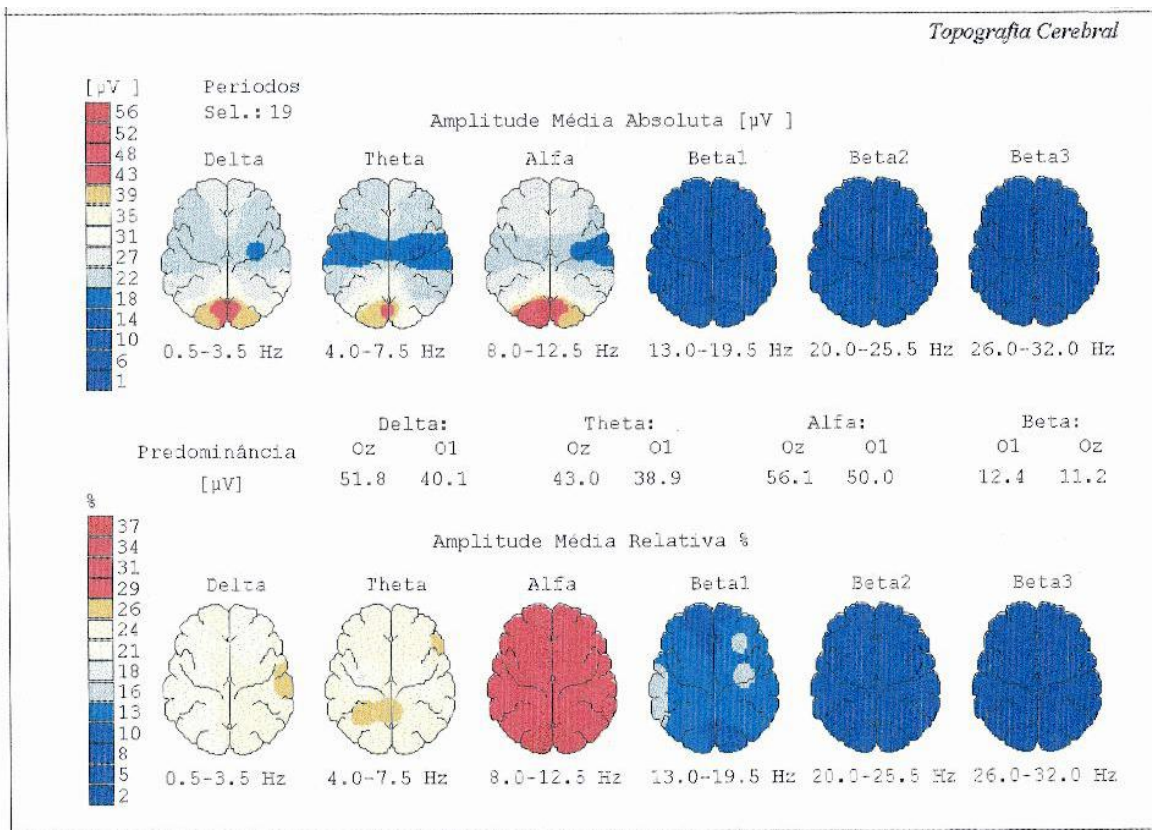 Topografia Cerebral
[µV ]
Periodos
Sel.: 19
Amplitude Média Absoluta [µV ]
56
52
48
43
39
35
31
27
22
18
14
10
6
1
Delta Theta Alfa Beta1 Beta2 Beta3
0.5-3.5 Hz 4.0-7.5 Hz 8.0-12.5 Hz 13.0-19.5 Hz 20.0-25.5 Hz 26.0-32.0 Hz
Delta: Theta: Alfa: Beta:
Oz O1 Oz O1 Oz O1 O1 Oz
Predominância
[µV] 51.8 40.1 43.0 38.9 56.1 50.0 12.4 11.2
%
Amplitude Média Relativa %
37
34
31
29
26
24
21
18
16
13
10
8
5
2
Delta Theta Alfa Beta1 Beta2 Beta3
0.5-3.5 Hz 4.0-7.5 Hz 8.0-12.5 Hz 13.0-19.5 Hz 20.0-25.5 Hz 26.0-32.0 Hz